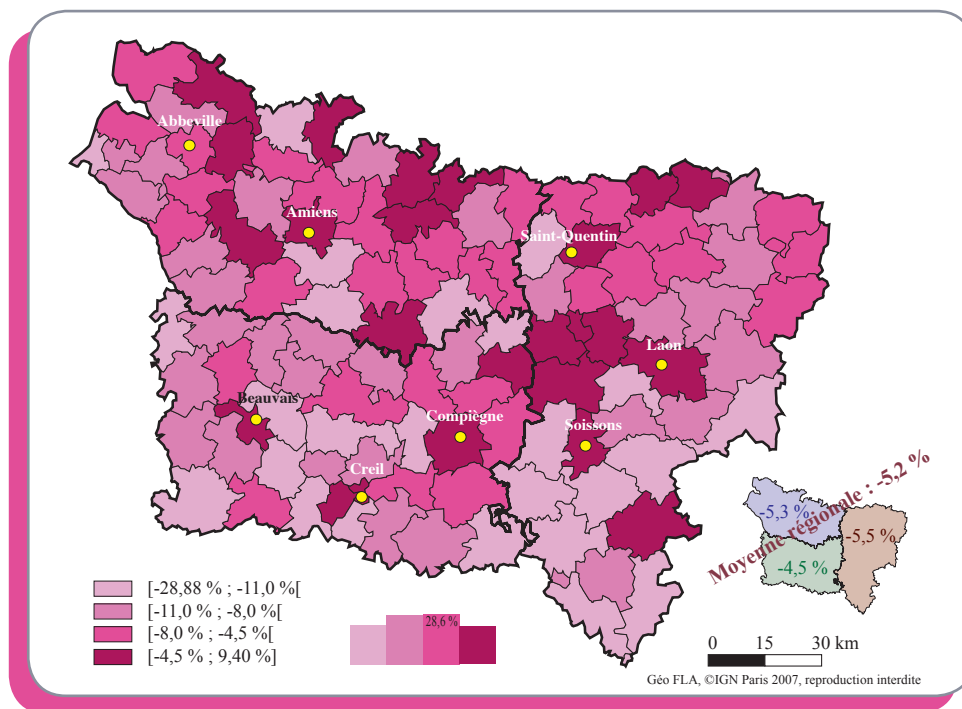 Abbeville
Amiens
Saint-Quentin
Laon
Beauvais
Compiègne
Soissons
Creil
Moyenne régionale : -5,2 %
-5,3 %
-5,5 %
-4,5 %
[-28,88 % ; -11,0 %[
[-11,0 % ; -8,0 %[
[-8,0 % ; -4,5 %[
[-4,5 % ; 9,40 %]
28,6 %
0 15 30 km
Géo FLA, ©IGN Paris 2007, reproduction interdite